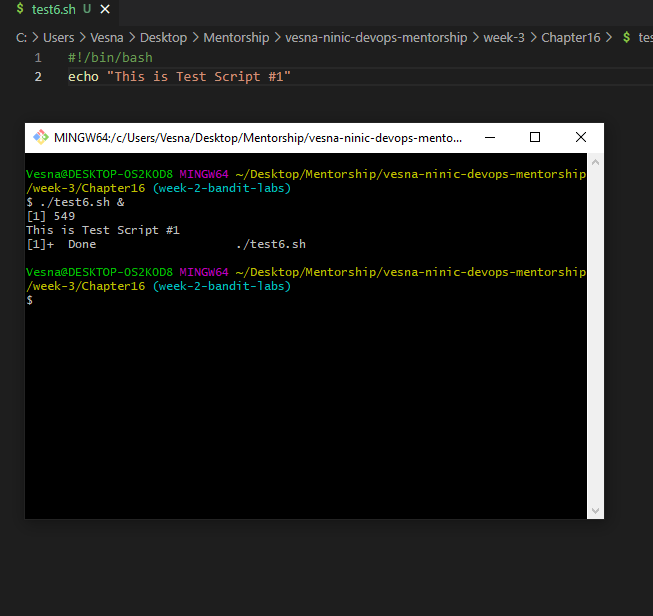 $ test6.sh U ×
C: > Users > Vesna > Desktop > Mentorship > vesna-ninic-devops-mentorship > week-3 > Chapter16 > $ tes
1 #!/bin/bash
2 echo "This is Test Script #1"
MINGW64:/c/Users/Vesna/Desktop/Mentorship/vesna-ninic-devops-mento...
Vesna@DESKTOP-OS2KOD8 MINGW64 ~/Desktop/Mentorship/vesna-ninic-devops-mentorship
/week-3/Chapter16 (week-2-bandit-labs)
$ ./test6.sh &
[1] 549
This is Test Script #1
[1]+  Done                    ./test6.sh
Vesna@DESKTOP-OS2KOD8 MINGW64 ~/Desktop/Mentorship/vesna-ninic-devops-mentorship
/week-3/Chapter16 (week-2-bandit-labs)
$